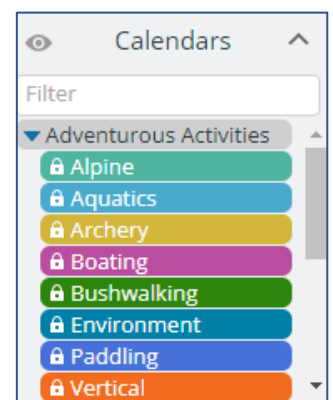 Calendars
Filter
Adventurous Activities
Alpine
Aquatics
Archery
Boating
Bushwalking
Environment
Paddling
Vertical